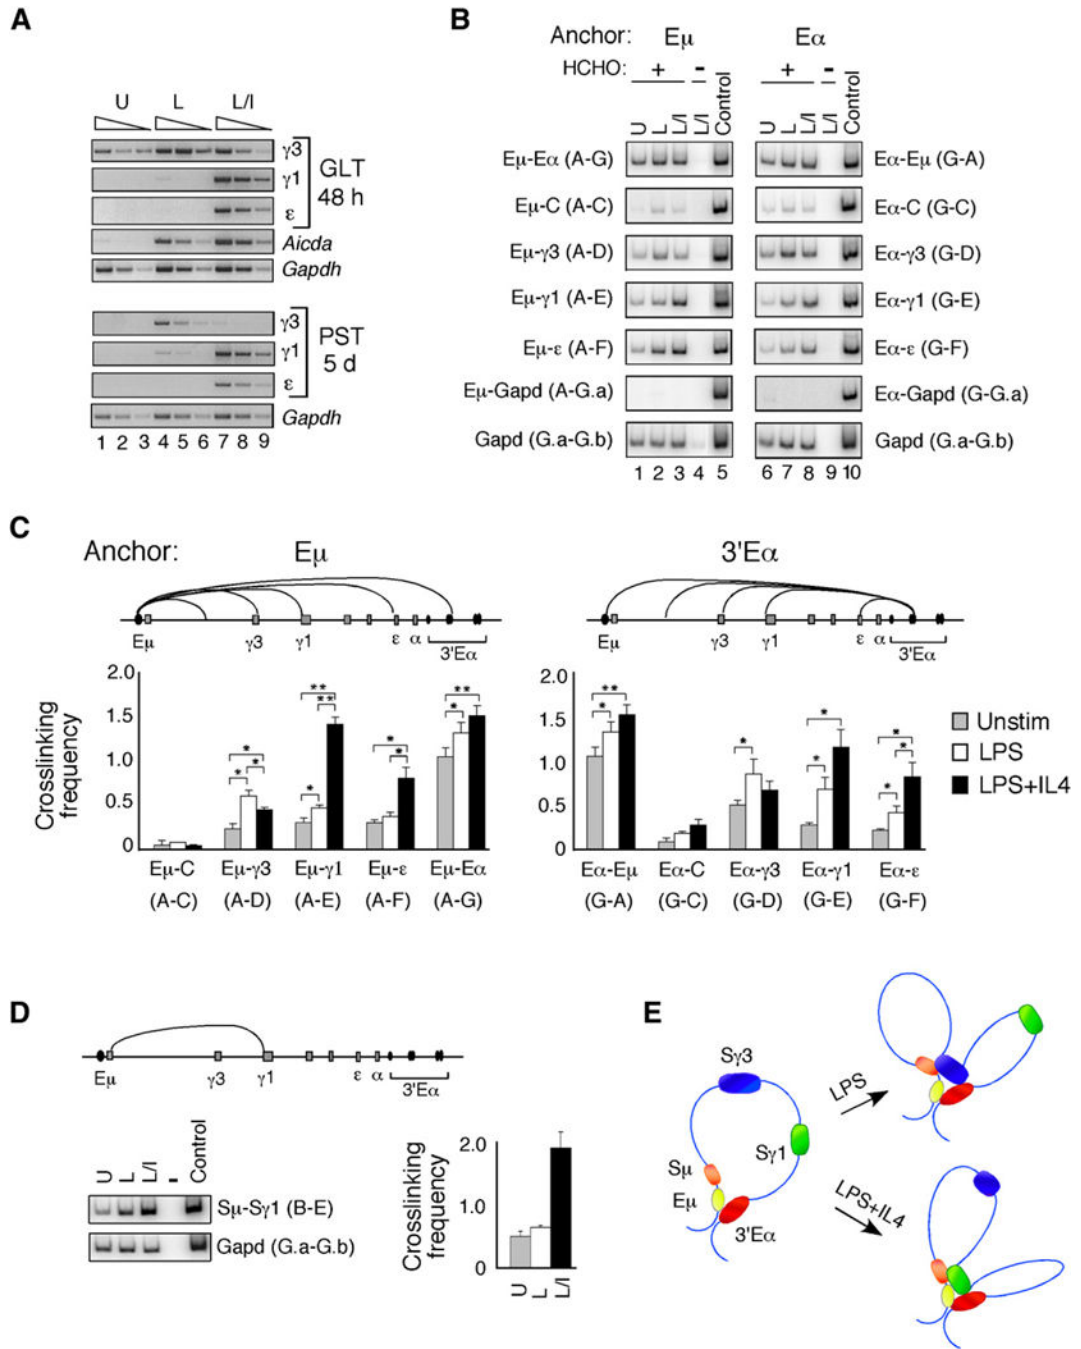 A
U L L/I
γ3
γ1
ε
GLT
48 h
Aicda
Gapdh
γ3
γ1
ε
PST
5 d
Gapdh
1 2 3 4 5 6 7 8 9
B
Anchor: Eμ Eα
HCHO: + - + -
U L L/I L/I Control U L L/I L/I Control
Eμ-Eα (A-G) Eα-Eμ (G-A)
Eμ-C (A-C) Eα-C (G-C)
Eμ-γ3 (A-D) Eα-γ3 (G-D)
Eμ-γ1 (A-E) Eα-γ1 (G-E)
Eμ-ε (A-F) Eα-ε (G-F)
Eμ-Gapd (A-G.a) Eα-Gapd (G-G.a)
Gapd (G.a-G.b) Gapd (G.a-G.b)
1 2 3 4 5 6 7 8 9 10
C
Anchor: Eμ 3'Eα
Eμ γ3 γ1 ε α 3'Eα
Eμ γ3 γ1 ε α 3'Eα
Crosslinking
frequency
2.0
1.5
1.0
0.5
0
* * * * ** ** * * * **
Eμ-C Eμ-γ3 Eμ-γ1 Eμ-ε Eμ-Eα
(A-C) (A-D) (A-E) (A-F) (A-G)
2.0
1.5
1.0
0.5
0
* ** * * * * * *
Eα-Eμ Eα-C Eα-γ3 Eα-γ1 Eα-ε
(G-A) (G-C) (G-D) (G-E) (G-F)
Unstim
LPS
LPS+IL4
D
Eμ γ3 γ1 ε α 3'Eα
U L L/I - Control
Sμ-Sγ1 (B-E)
Gapd (G.a-G.b)
Crosslinking
frequency
2.0
1.0
0
U L L/I
E
Sγ3
Sγ1
Sμ
Eμ
3'Eα
LPS
LPS+IL4